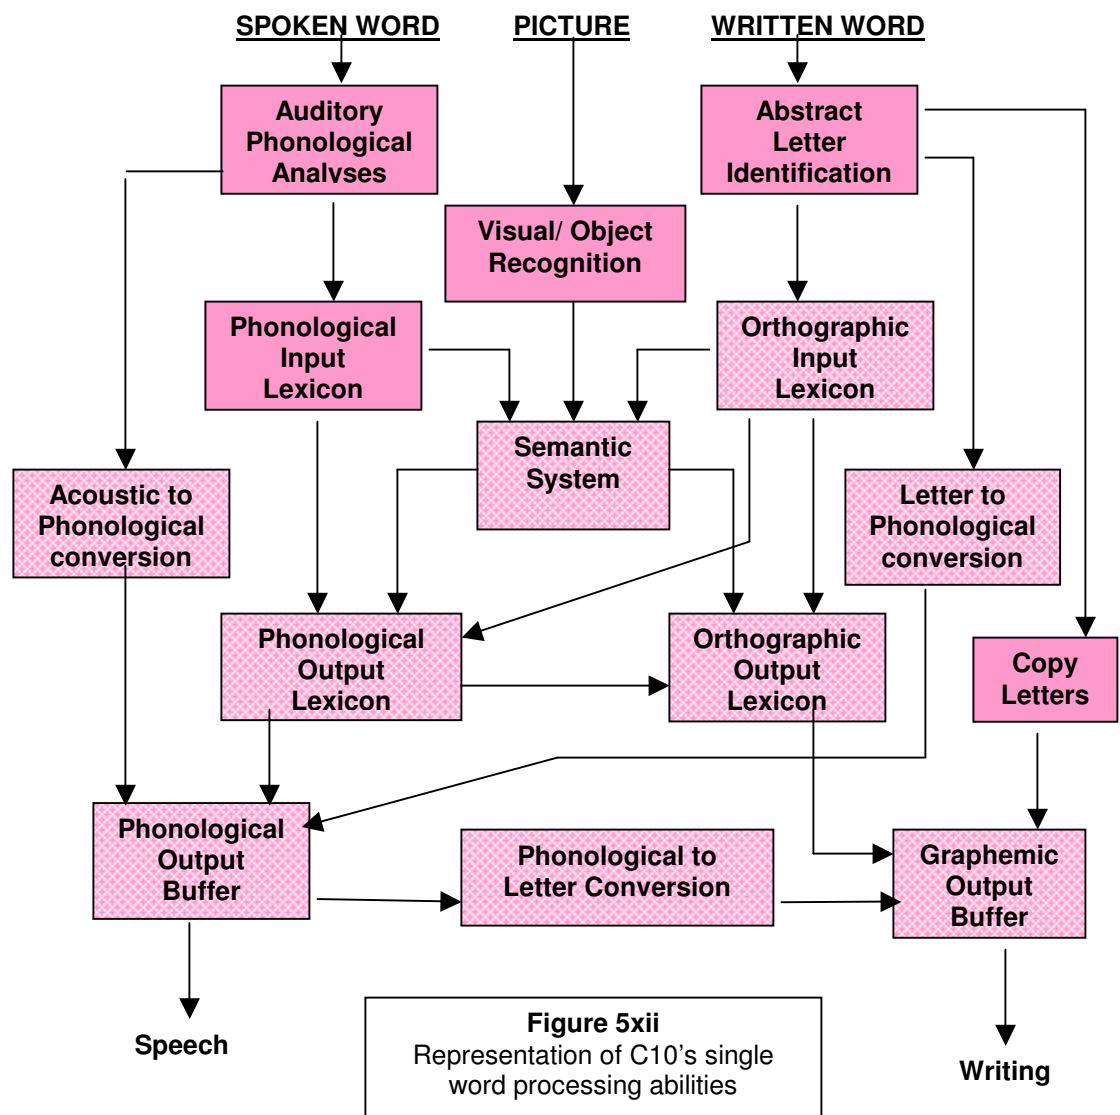 SPOKEN WORD PICTURE WRITTEN WORD
Auditory
Phonological
Analyses
Abstract
Letter
Identification
Visual/ Object
Recognition
Phonological
Input
Lexicon
Orthographic
Input
Lexicon
Semantic
System
Acoustic to
Phonological
conversion
Letter to
Phonological
conversion
Phonological
Output
Lexicon
Orthographic
Output
Lexicon
Copy
Letters
Phonological
Output
Buffer
Phonological to
Letter Conversion
Graphemic
Output
Buffer
Speech
Figure 5xii
Representation of C10’s single
word processing abilities
Writing